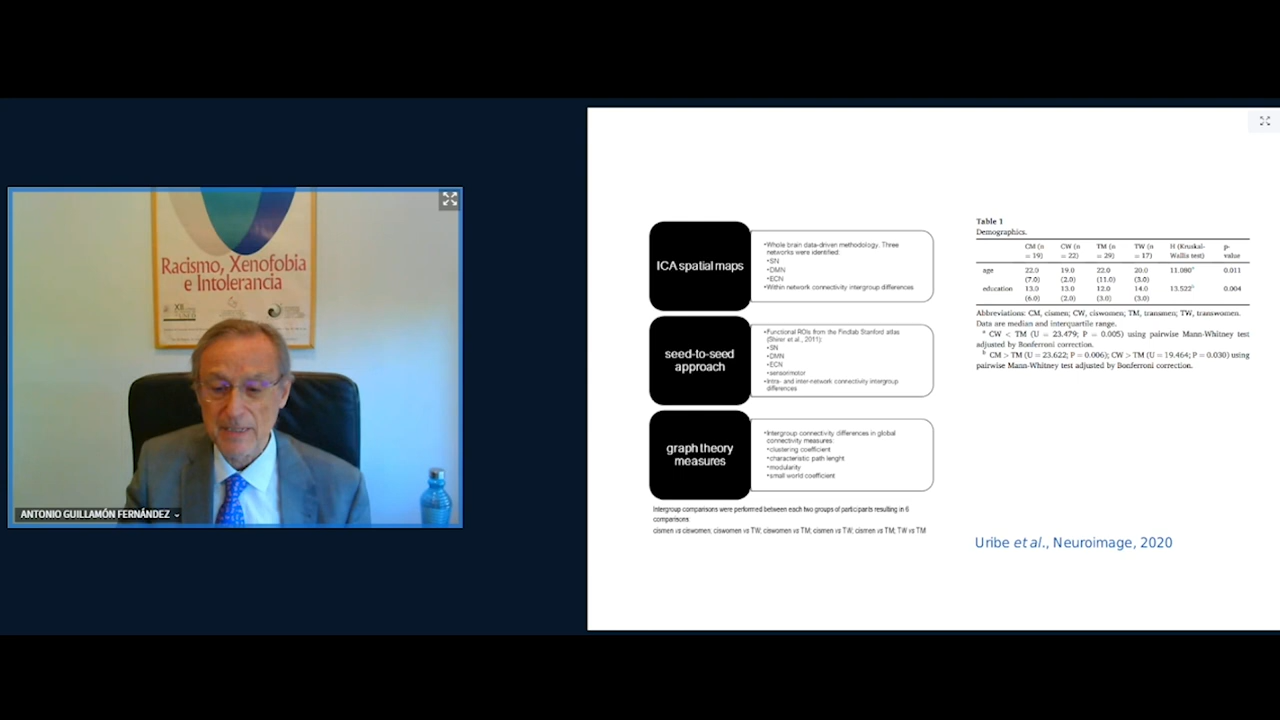 Racismo, Xenofobia
e Intolerancia
ANTONIO GUILLAMÓN FERNÁNDEZ
ICA spatial maps
•Whole brain data-driven methodology. Three
networks were identified:
•SN
•DMN
•ECN
•Within network connectivity intergroup differences
seed-to-seed
approach
•Functional ROIs from the Findlab Stanford atlas
(Shirer et al., 2011):
•SN
•DMN
•ECN
•sensorimotor
•Intra- and inter-network connectivity intergroup
differences
graph theory
measures
•Intergroup connectivity differences in global
connectivity measures:
•clustering coefficient
•characteristic path lenght
•modularity
•small world coefficient
Intergroup comparisons were performed between each two groups of participants resulting in 6
comparisons
cismen vs ciswomen; ciswomen vs TM; ciswomen vs TW; cismen vs TW; cismen vs TM; TW vs TM
Table 1
Demographics.
CM (n = 19) CW (n = 22) TM (n = 29) TW (n = 17) H (Kruskal-Wallis test) p-value
age 22.0 19.0 22.0 20.0 11.080ª 0.011
(7.0) (2.0) (11.0) (3.0)
education 13.0 13.0 12.0 14.0 13.522ᵇ 0.004
(6.0) (2.0) (3.0) (3.0)
Abbreviations: CM, cismen; CW, ciswomen; TM, transmen; TW, transwomen.
Data are median and interquartile range.
ª CW < TM (U = 23.479; P = 0.005) using pairwise Mann-Whitney test
adjusted by Bonferroni correction.
ᵇ CM > TM (U = 23.622; P = 0.006); CW > TM (U = 19.464; P = 0.030) using
pairwise Mann-Whitney test adjusted by Bonferroni correction.
Uribe et al., Neuroimage, 2020